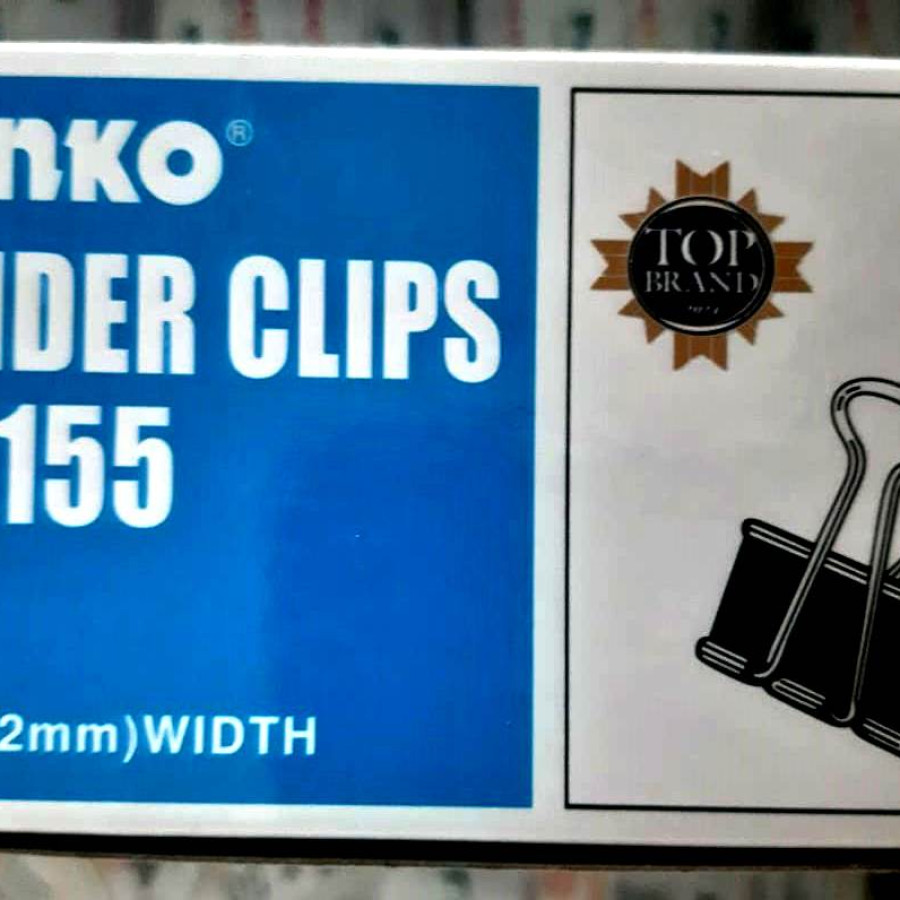 nko®
IDER CLIPS
155
2mm)WIDTH
TOP
BRAND